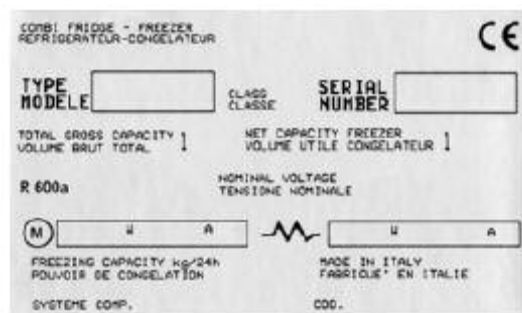 COMBI FRIDGE - FREEZER
REFRIGERATEUR-CONGELATEUR
CE
TYPE
MODELE
CLASS
CLASSE
SERIAL
NUMBER
TOTAL GROSS CAPACITY
VOLUME BRUT TOTAL l
NET CAPACITY FREEZER
VOLUME UTILE CONGELATEUR l
R 600a
NOMINAL VOLTAGE
TENSIONE NOMINALE
M W A
W A
FREEZING CAPACITY kg/24h
POUVOIR DE CONGELATION
MADE IN ITALY
FABRIQUE' EN ITALIE
SYSTEME COMP.
COD.